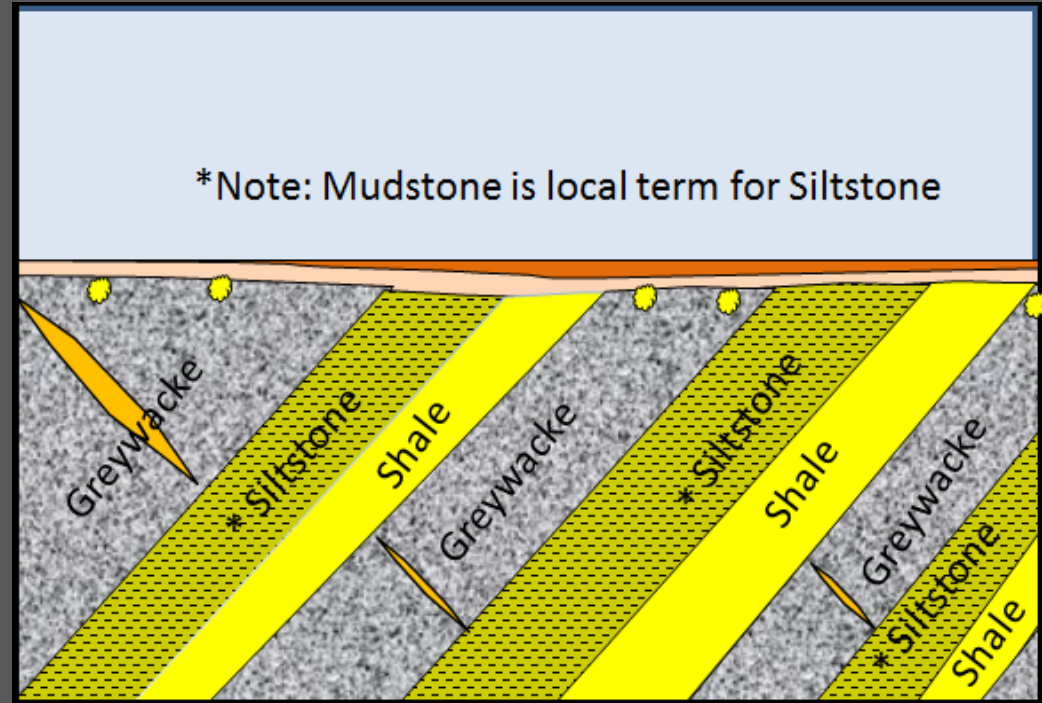 *Note: Mudstone is local term for Siltstone
Greywacke
* Siltstone
Shale
Greywacke
* Siltstone
Shale
Greywacke
* Siltstone
Shale